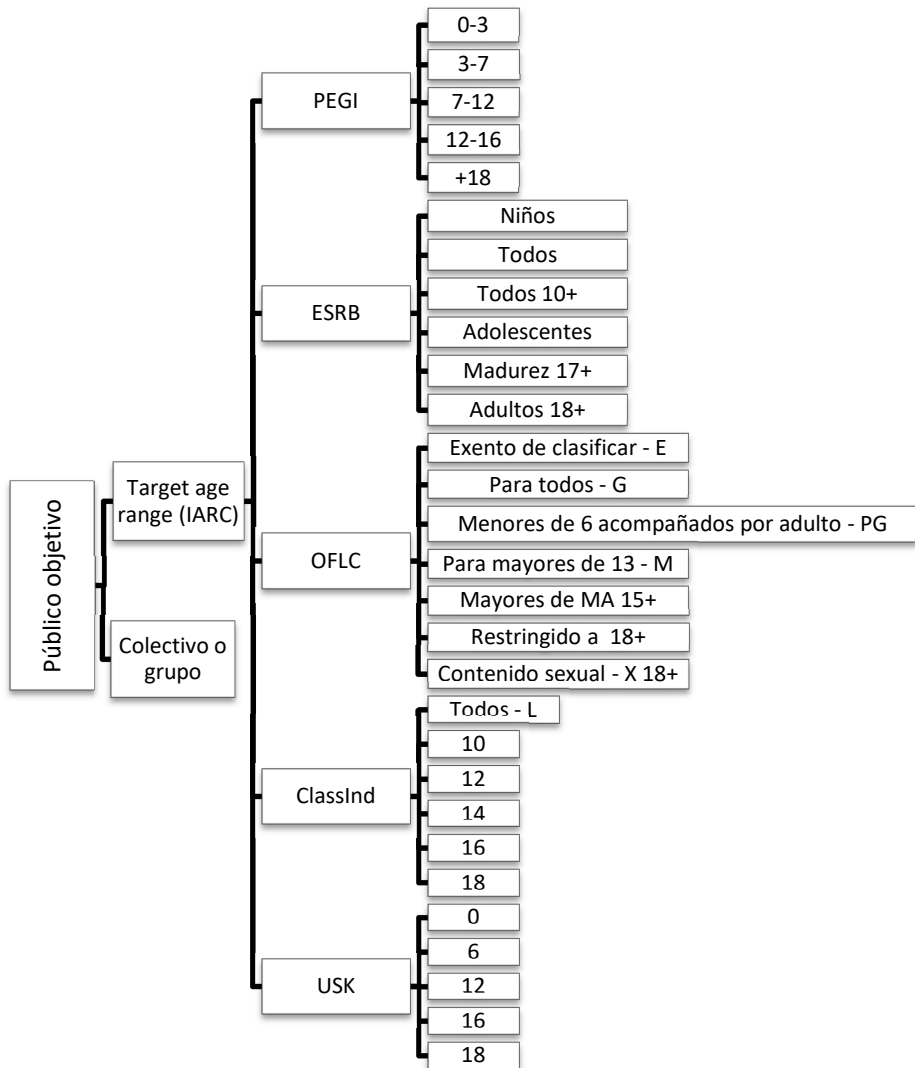 Público objetivo
Target age
range (IARC)
PEGI
0-3
3-7
7-12
12-16
+18
ESRB
Niños
Todos
Todos 10+
Adolescentes
Madurez 17+
Adultos 18+
OFLC
Exento de clasificar - E
Para todos - G
Menores de 6 acompañados por adulto - PG
Para mayores de 13 - M
Mayores de MA 15+
Restringido a 18+
Contenido sexual - X 18+
ClassInd
Todos - L
10
12
14
16
18
USK
0
6
12
16
18
Colectivo o
grupo